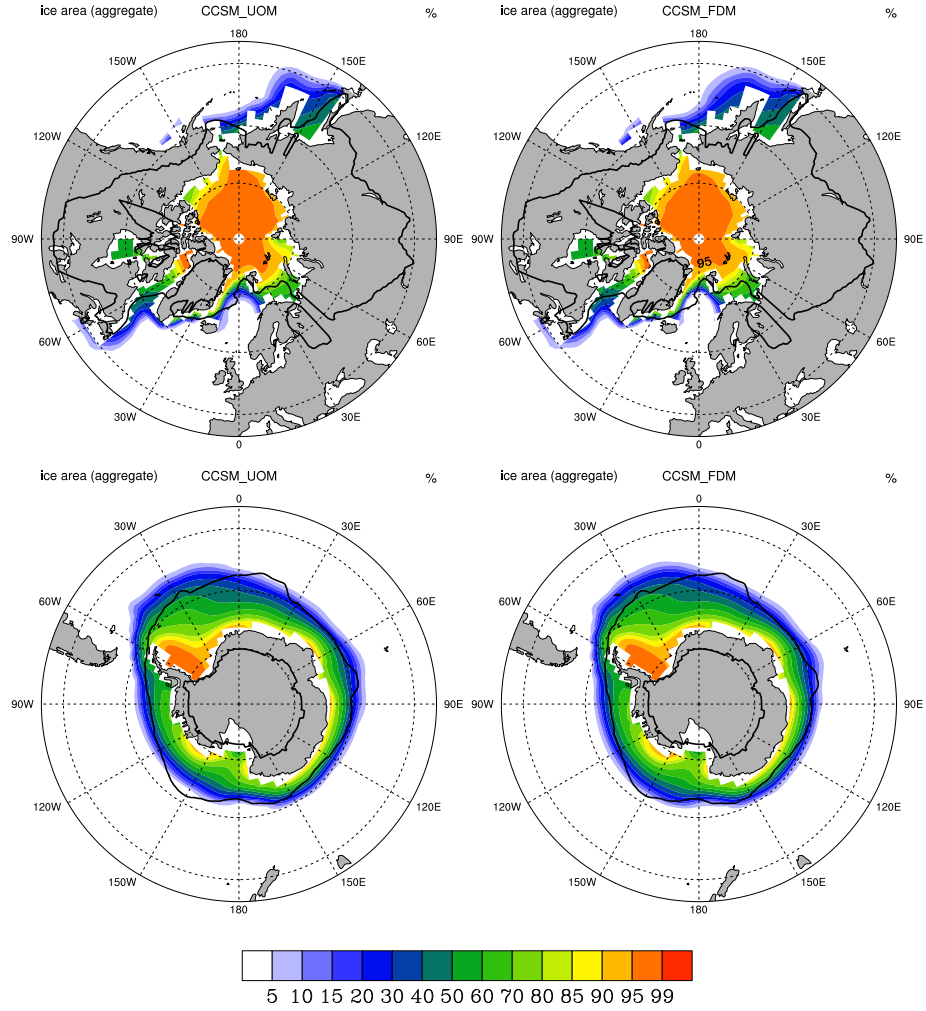 ice area (aggregate) CCSM_UOM %
180
150W 150E
120W 120E
90W 90E
60W 60E
30W 30E
0
ice area (aggregate) CCSM_FDM %
180
150W 150E
120W 120E
90W 90E
95
60W 60E
30W 30E
0
ice area (aggregate) CCSM_UOM %
0
30W 30E
60W 60E
90W 90E
120W 120E
150W 150E
180
ice area (aggregate) CCSM_FDM %
0
30W 30E
60W 60E
90W 90E
120W 120E
150W 150E
180
5 10 15 20 30 40 50 60 70 80 85 90 95 99